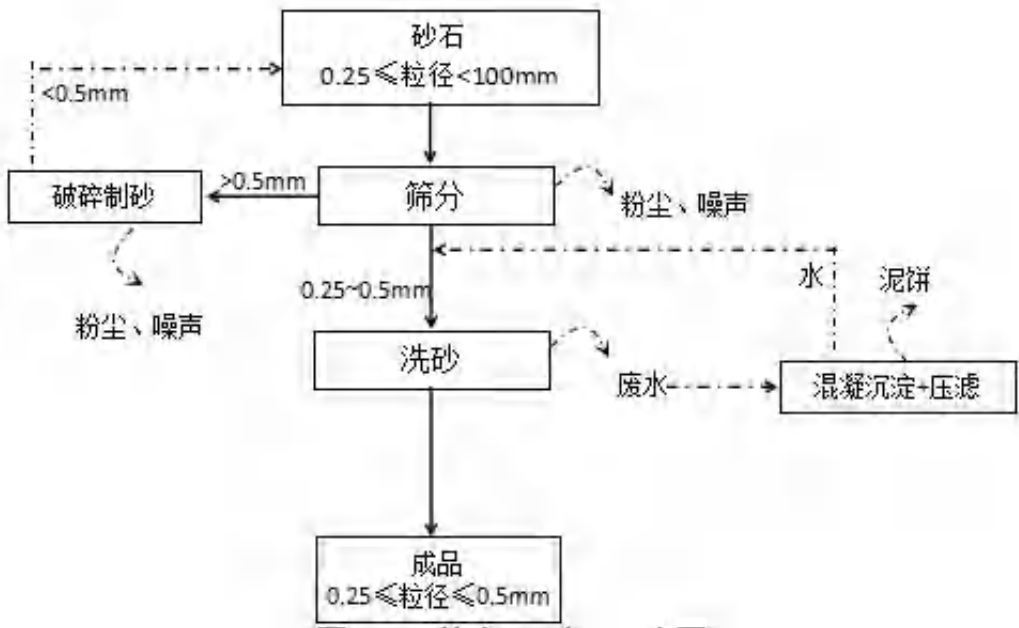 砂石
0.25≤粒径<100mm
<0.5mm
破碎制砂
>0.5mm
筛分
粉尘、噪声
水
泥饼
0.25~0.5mm
粉尘、噪声
洗砂
废水
混凝沉淀+压滤
成品
0.25≤粒径≤0.5mm